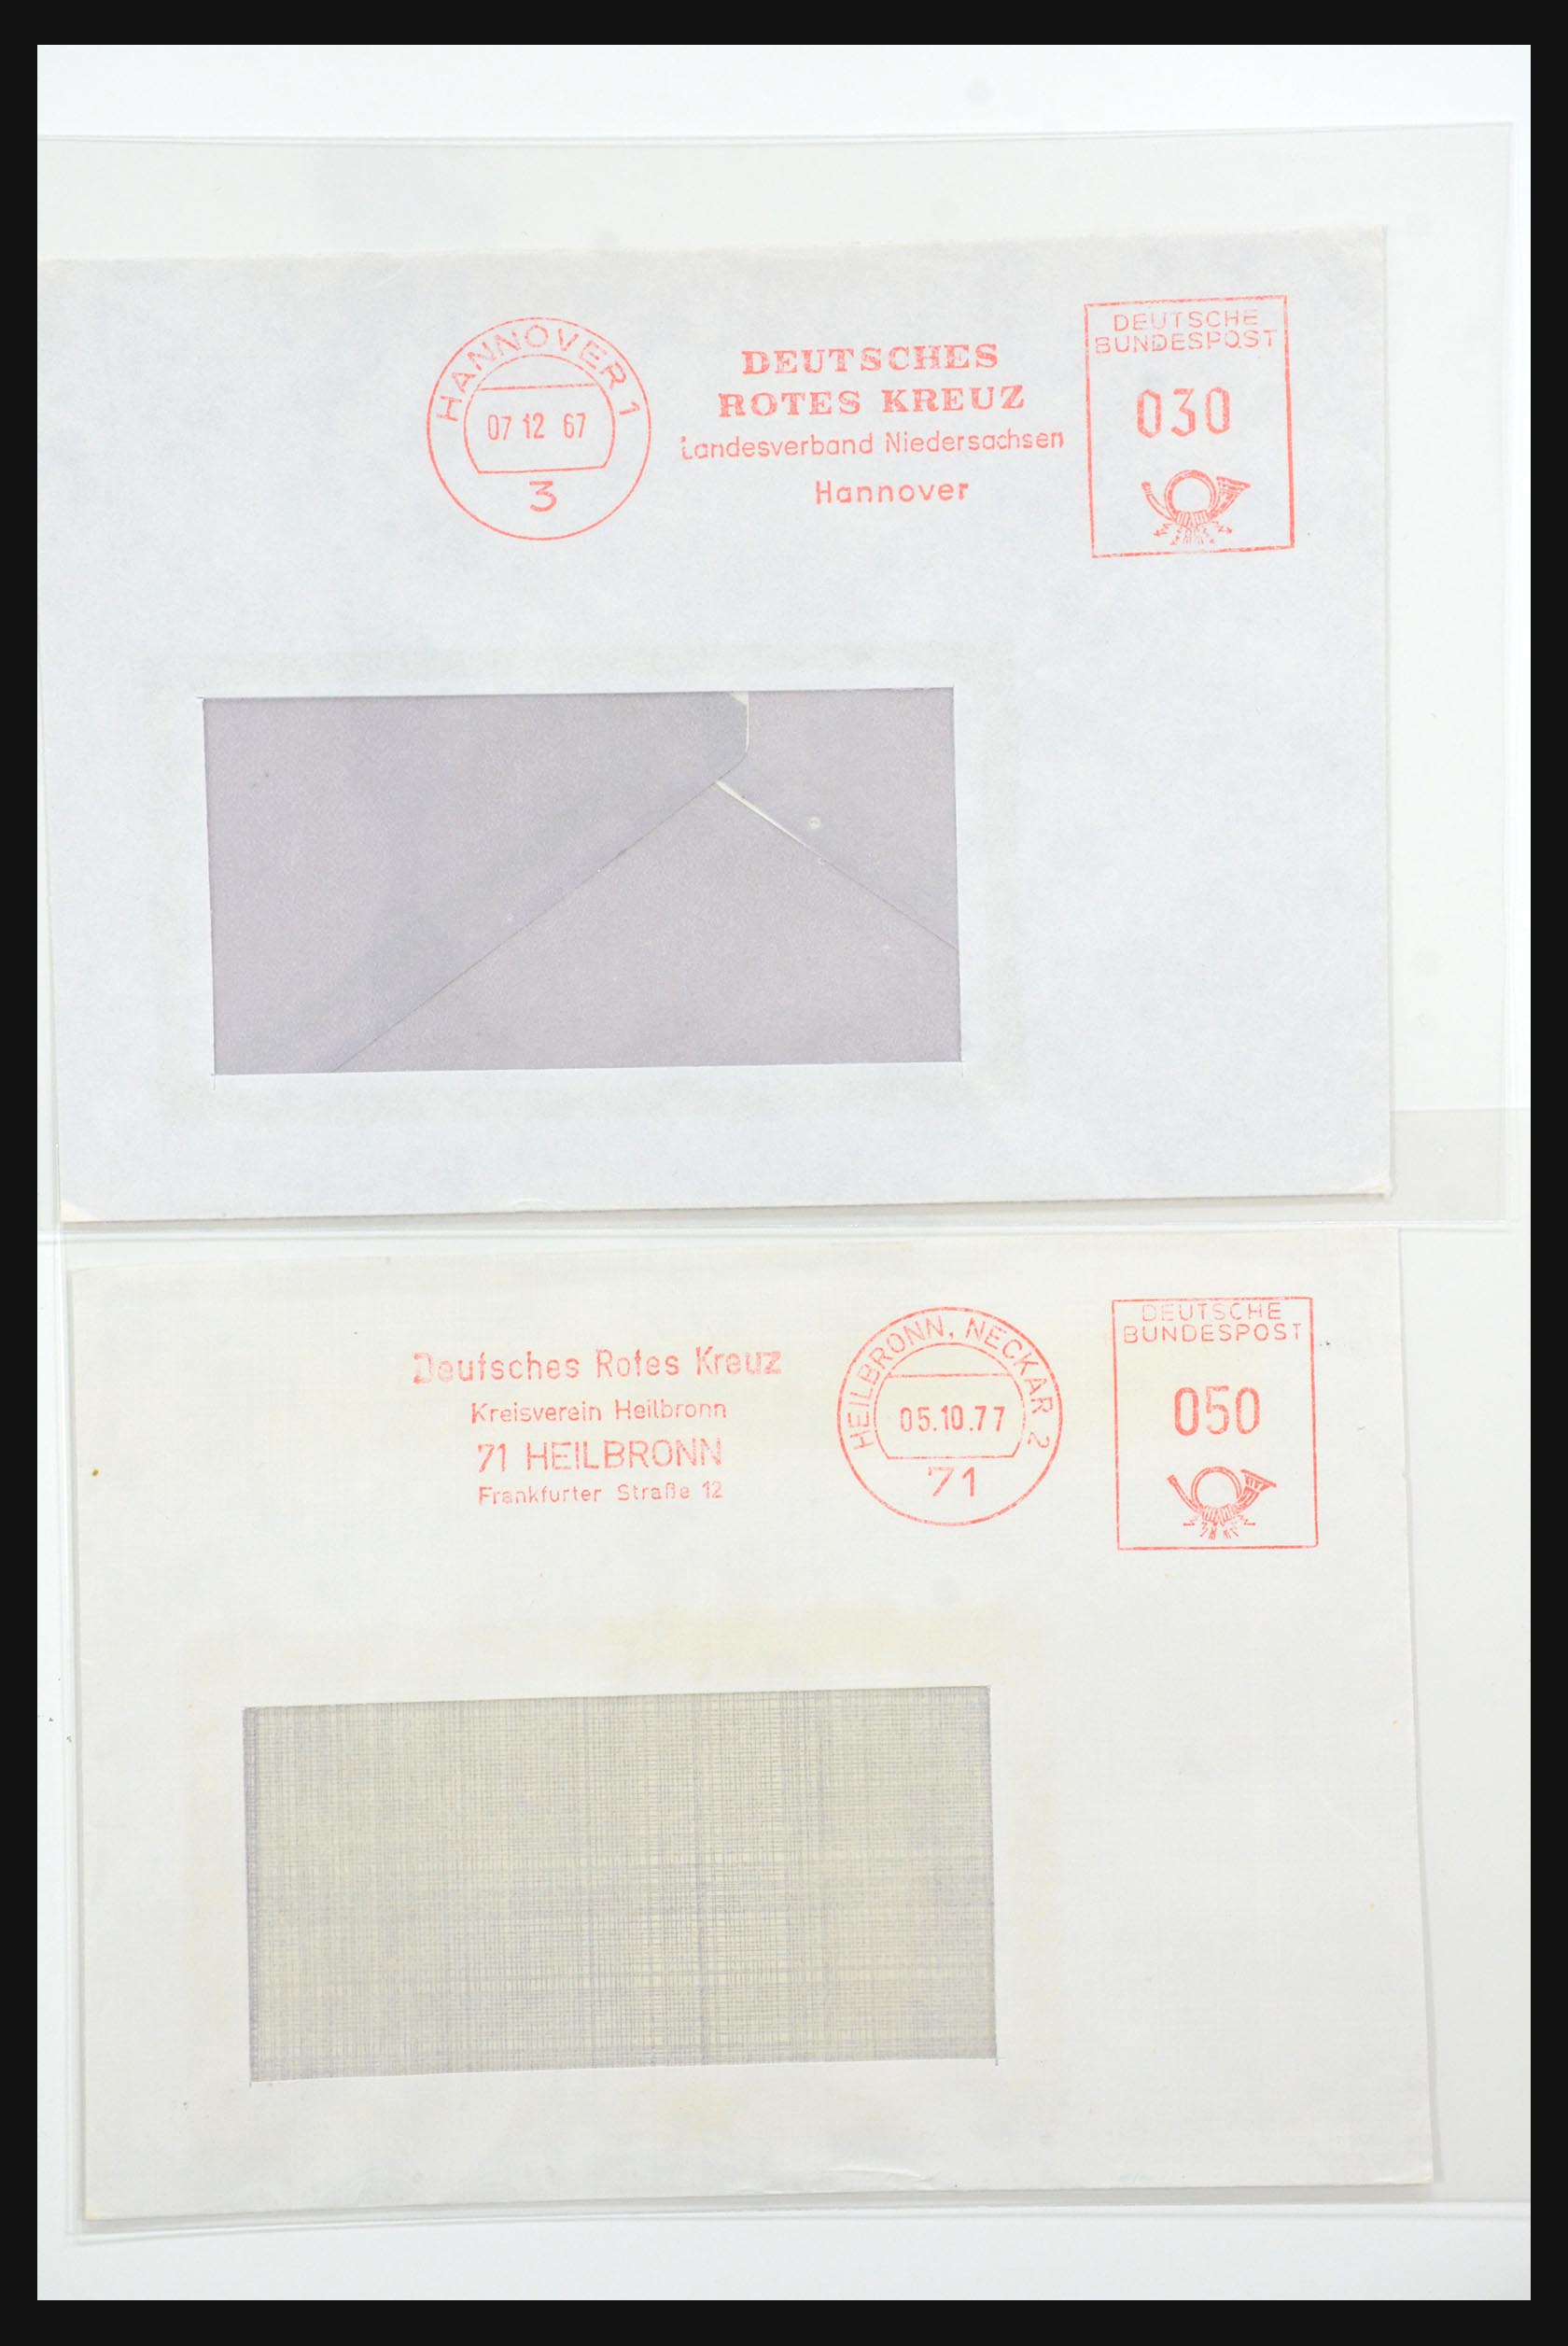 HANNOVER 1
07 12 67
3
DEUTSCHES
ROTES KREUZ
Landesverband Niedersachsen
Hannover
DEUTSCHE
BUNDESPOST
030
Deutsches Rotes Kreuz
Kreisverein Heilbronn
71 HEILBRONN
Frankfurter Straße 12
HEILBRONN, NECKAR 2
05.10.77
71
DEUTSCHE
BUNDESPOST
050